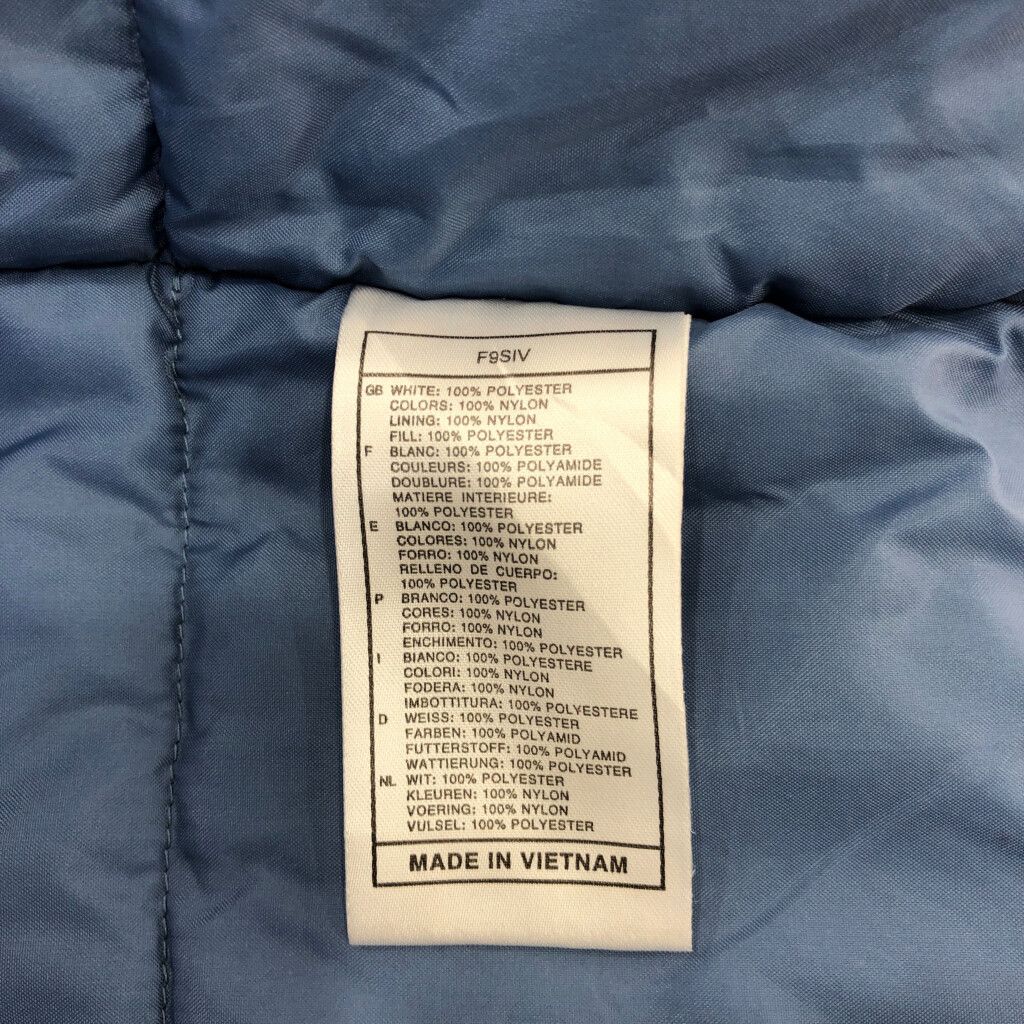 F9SIV
GB WHITE: 100% POLYESTER
COLORS: 100% NYLON
LINING: 100% NYLON
FILL: 100% POLYESTER
F BLANC: 100% POLYESTER
COULEURS: 100% POLYAMIDE
DOUBLURE: 100% POLYAMIDE
MATIERE INTERIEURE:
100% POLYESTER
E BLANCO: 100% POLYESTER
COLORES: 100% NYLON
FORRO: 100% NYLON
RELLENO DE CUERPO:
100% POLYESTER
P BRANCO: 100% POLYESTER
CORES: 100% NYLON
FORRO: 100% NYLON
ENCHIMENTO: 100% POLYESTER
I BIANCO: 100% POLYESTERE
COLORI: 100% NYLON
FODERA: 100% NYLON
IMBOTTITURA: 100% POLYESTERE
D WEISS: 100% POLYESTER
FARBEN: 100% POLYAMID
FUTTERSTOFF: 100% POLYAMID
WATTIERUNG: 100% POLYESTER
NL WIT: 100% POLYESTER
KLEUREN: 100% NYLON
VOERING: 100% NYLON
VULSEL: 100% POLYESTER
MADE IN VIETNAM